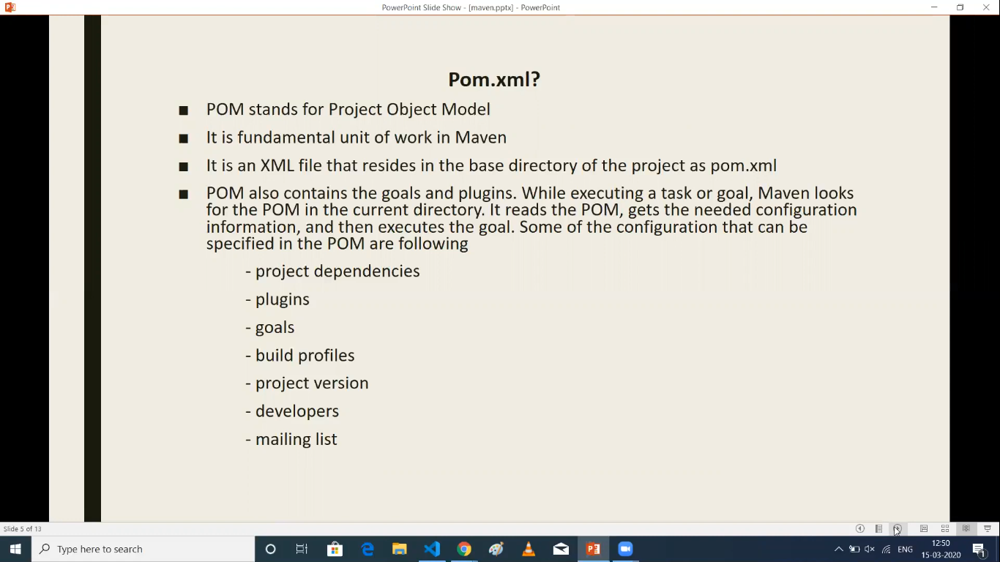 PowerPoint Slide Show - [maven.pptx] - PowerPoint
Pom.xml?
■ POM stands for Project Object Model
■ It is fundamental unit of work in Maven
■ It is an XML file that resides in the base directory of the project as pom.xml
■ POM also contains the goals and plugins. While executing a task or goal, Maven looks
for the POM in the current directory. It reads the POM, gets the needed configuration
information, and then executes the goal. Some of the configuration that can be
specified in the POM are following
- project dependencies
- plugins
- goals
- build profiles
- project version
- developers
- mailing list
Slide 5 of 13
Type here to search
ENG
12:50
15-03-2020
1